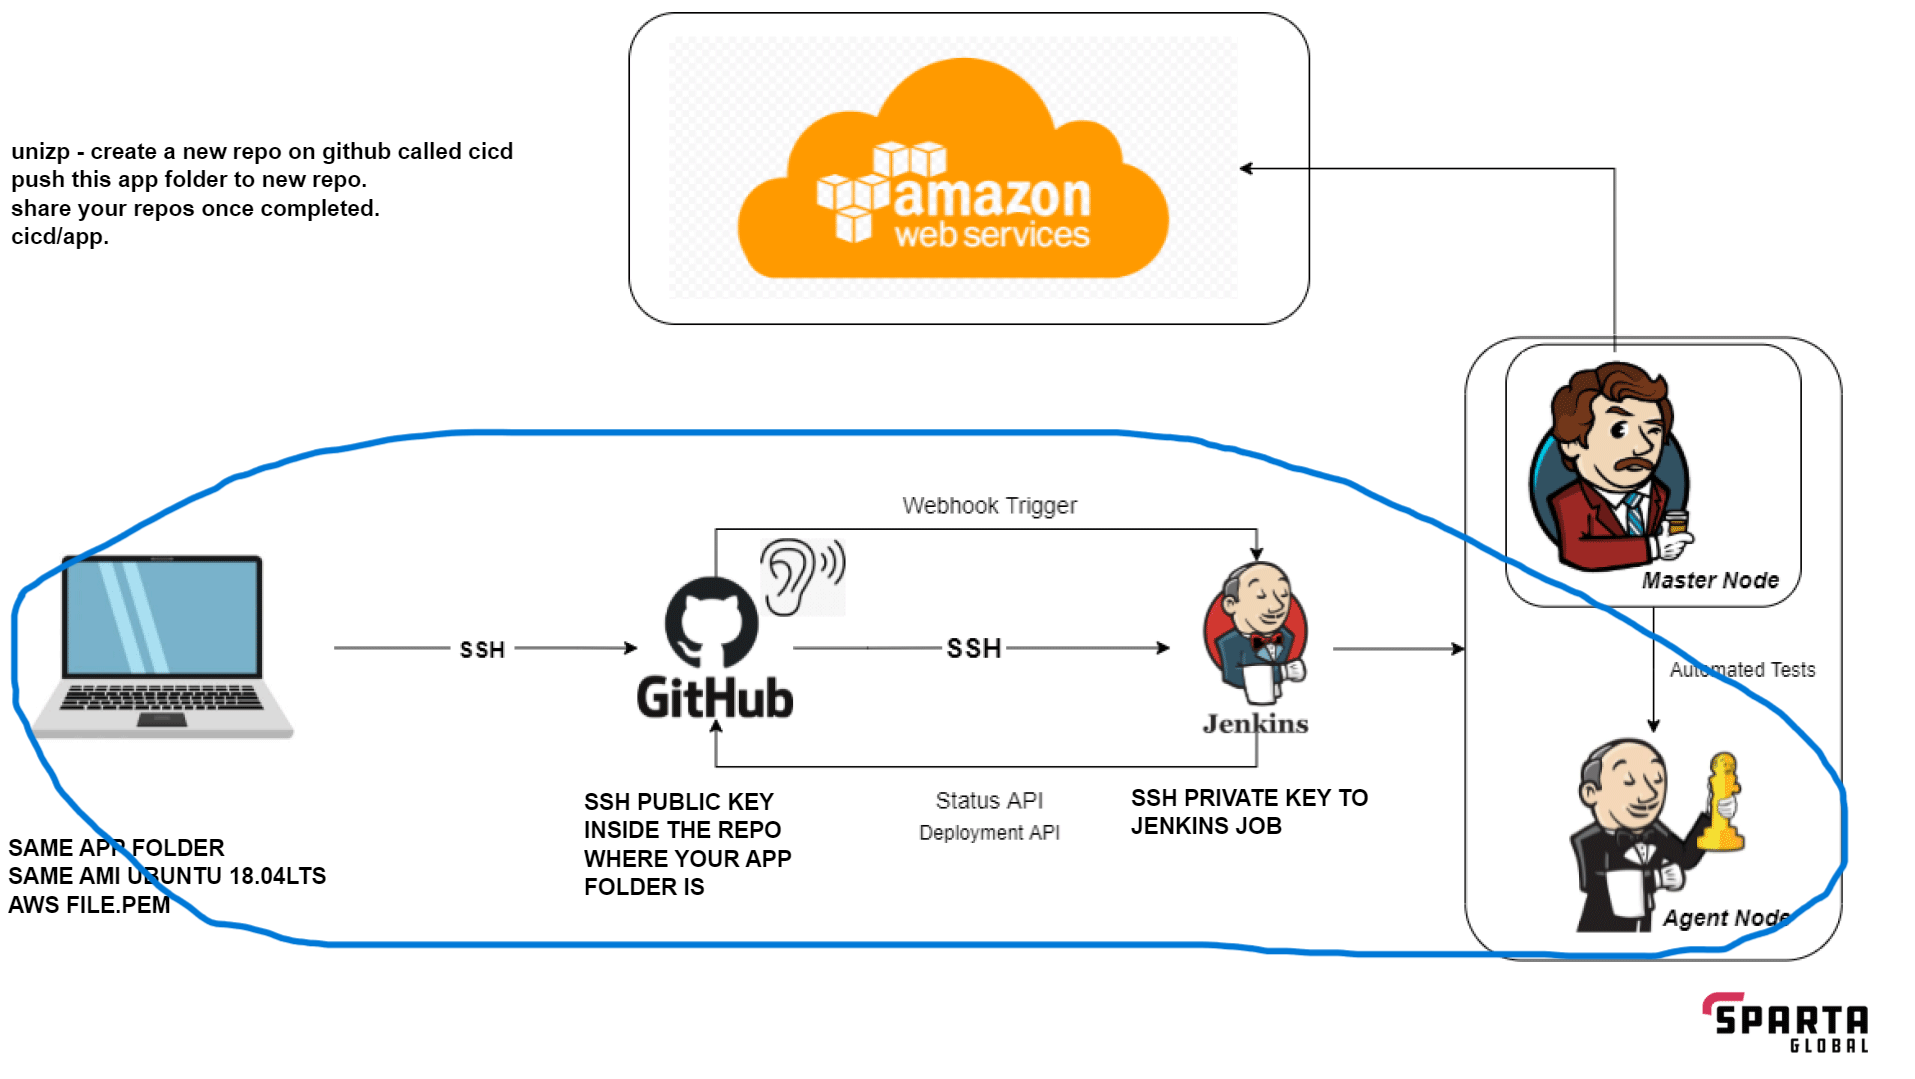 unizp - create a new repo on github called cicd
push this app folder to new repo.
share your repos once completed.
cicd/app.
amazon
web services
Webhook Trigger
SSH
GitHub
SSH
Jenkins
Master Node
Automated Tests
Agent Node
SSH PUBLIC KEY
INSIDE THE REPO
WHERE YOUR APP
FOLDER IS
Status API
Deployment API
SSH PRIVATE KEY TO
JENKINS JOB
SAME APP FOLDER
SAME AMI UBUNTU 18.04LTS
AWS FILE.PEM
SPARTA
GLOBAL